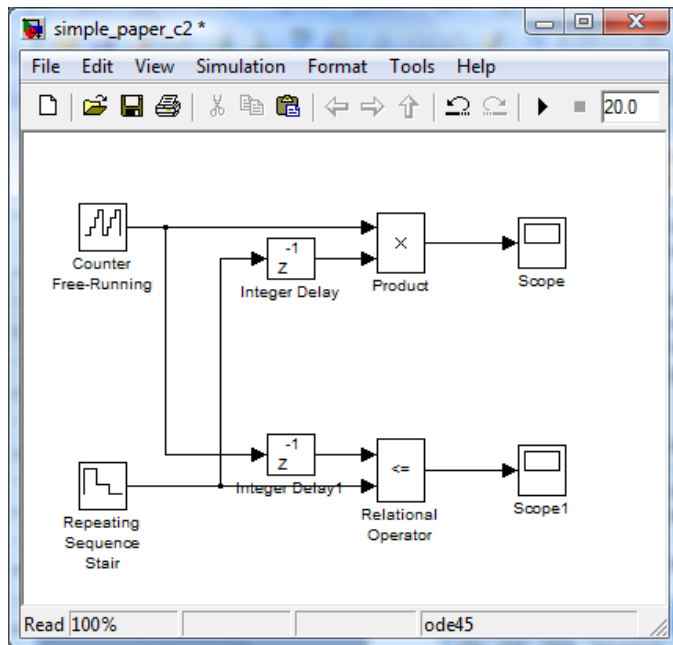 simple_paper_c2 *
File Edit View Simulation Format Tools Help
20.0
Counter
Free-Running
-1
Z
Integer Delay
×
Product
Scope
Repeating
Sequence
Stair
-1
Z
Integer Delay1
<=
Relational
Operator
Scope1
Read 100% ode45